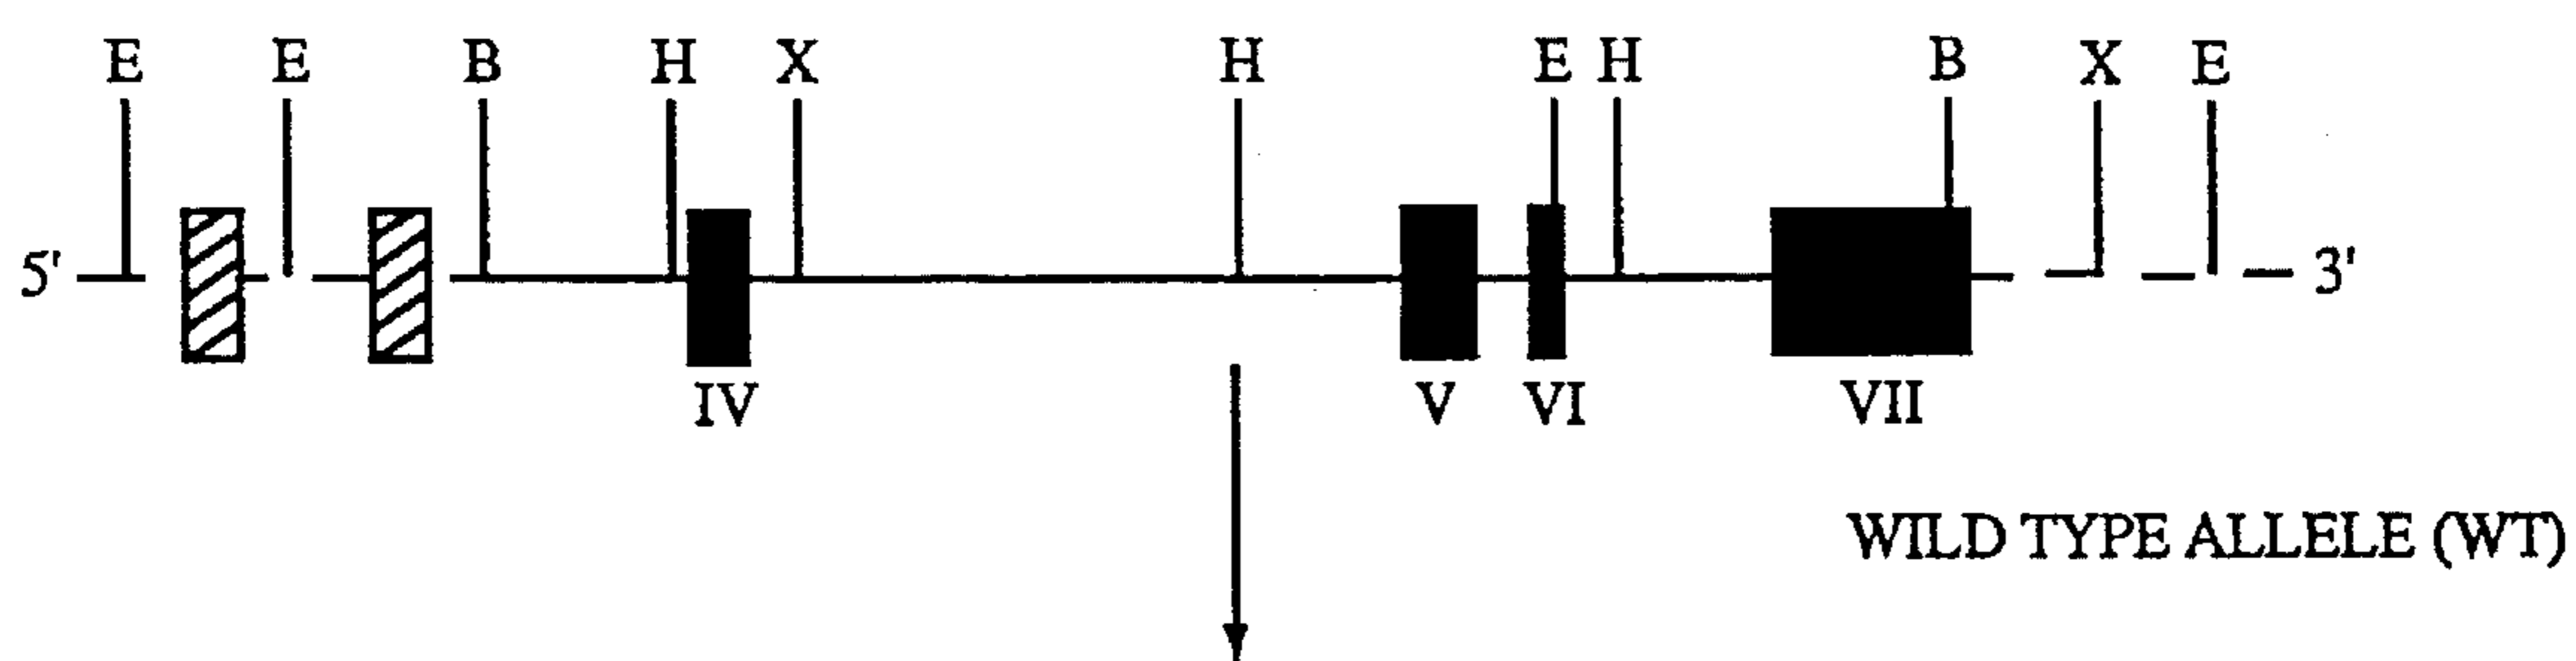 E E B H X H E H B X E
5' 3'
IV V VI VII
WILD TYPE ALLELE (WT)